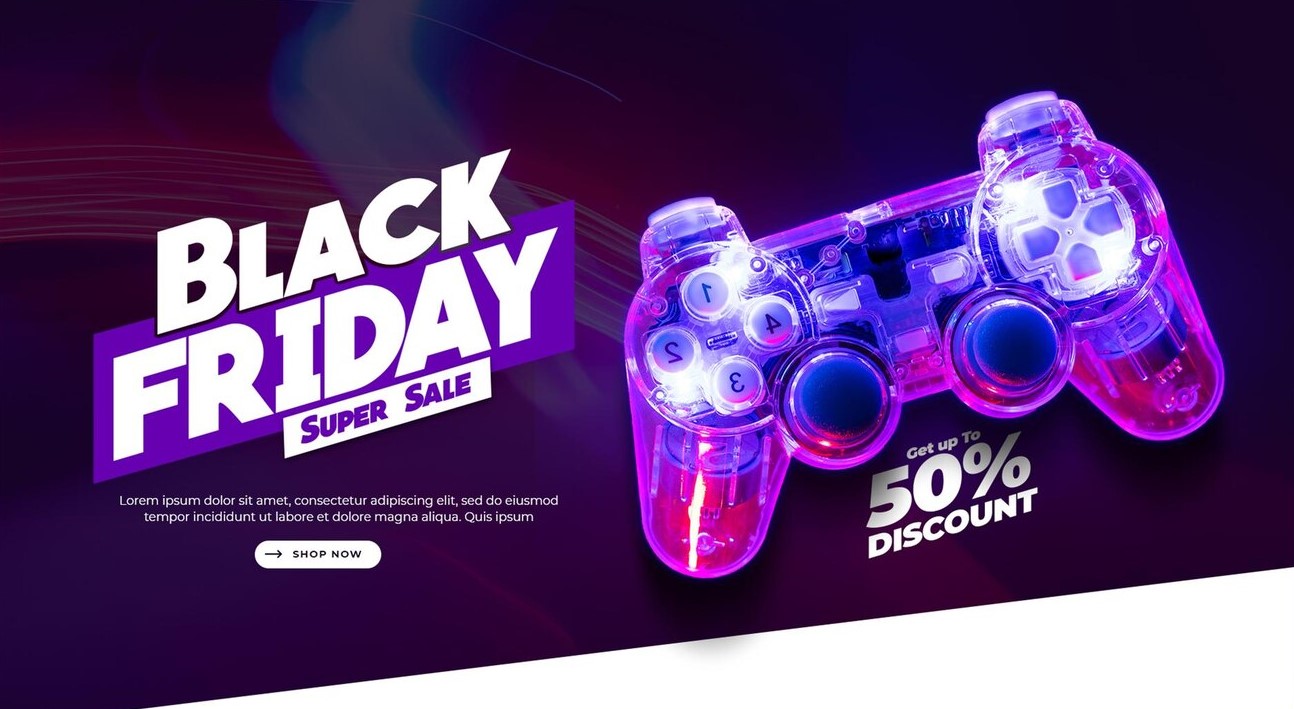 BLACK
FRIDAY
SUPER SALE
Lorem ipsum dolor sit amet, consectetur adipiscing elit, sed do eiusmod
tempor incididunt ut labore et dolore magna aliqua. Quis ipsum
SHOP NOW
1
4
2
3
Get up To
50%
DISCOUNT